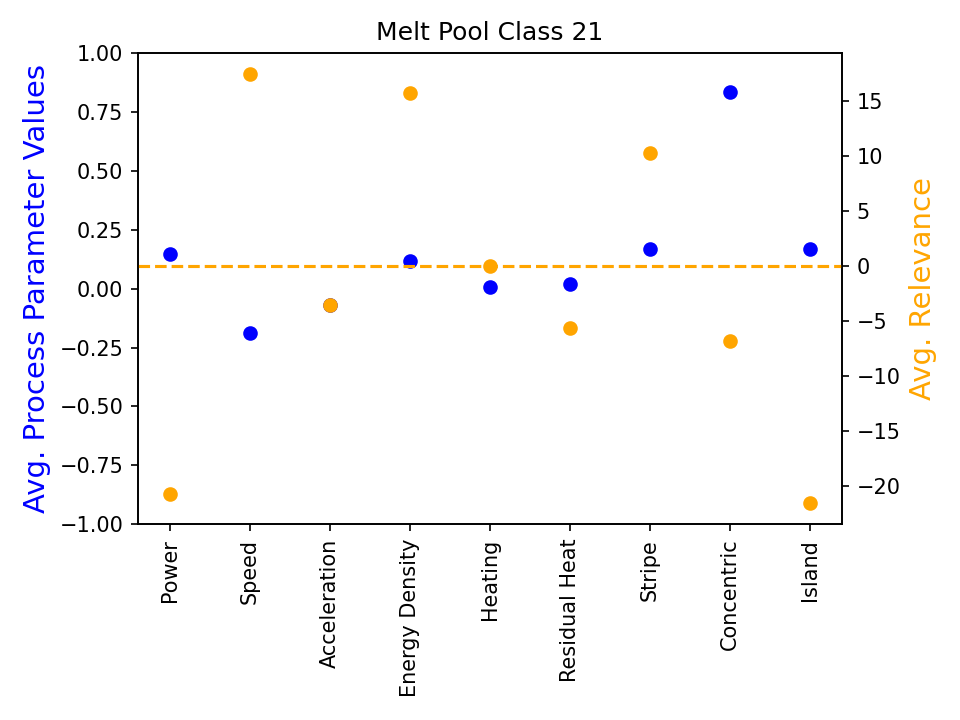 Melt Pool Class 21
Avg. Process Parameter Values
1.00
0.75
0.50
0.25
0.00
−0.25
−0.50
−0.75
−1.00
15
10
5
0
−5
−10
−15
−20
Avg. Relevance
Power
Speed
Acceleration
Energy Density
Heating
Residual Heat
Stripe
Concentric
Island